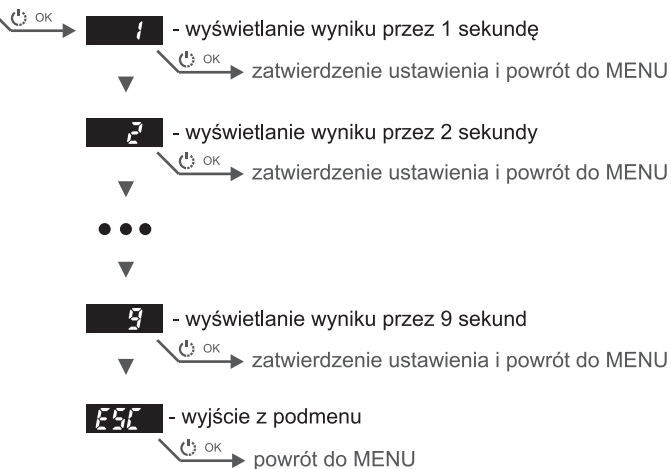 OK
1 - wyświetlanie wyniku przez 1 sekundę
OK zatwierdzenie ustawienia i powrót do MENU
2 - wyświetlanie wyniku przez 2 sekundy
OK zatwierdzenie ustawienia i powrót do MENU
9 - wyświetlanie wyniku przez 9 sekund
OK zatwierdzenie ustawienia i powrót do MENU
ESC - wyjście z podmenu
OK powrót do MENU